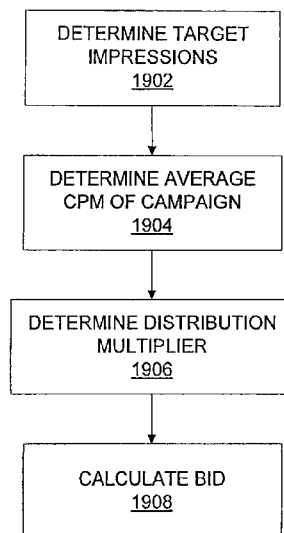 DETERMINE TARGET
IMPRESSIONS
1902
DETERMINE AVERAGE
CPM OF CAMPAIGN
1904
DETERMINE DISTRIBUTION
MULTIPLIER
1906
CALCULATE BID
1908